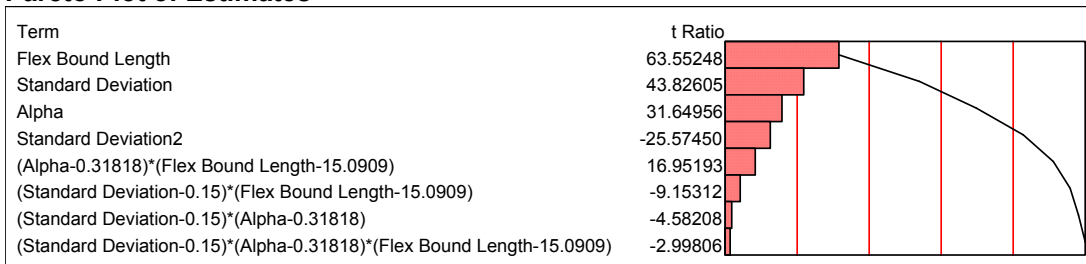 Pareto Plot of Estimates
Term t Ratio
Flex Bound Length 63.55248
Standard Deviation 43.82605
Alpha 31.64956
Standard Deviation2 -25.57450
(Alpha-0.31818)*(Flex Bound Length-15.0909) 16.95193
(Standard Deviation-0.15)*(Flex Bound Length-15.0909) -9.15312
(Standard Deviation-0.15)*(Alpha-0.31818) -4.58208
(Standard Deviation-0.15)*(Alpha-0.31818)*(Flex Bound Length-15.0909) -2.99806